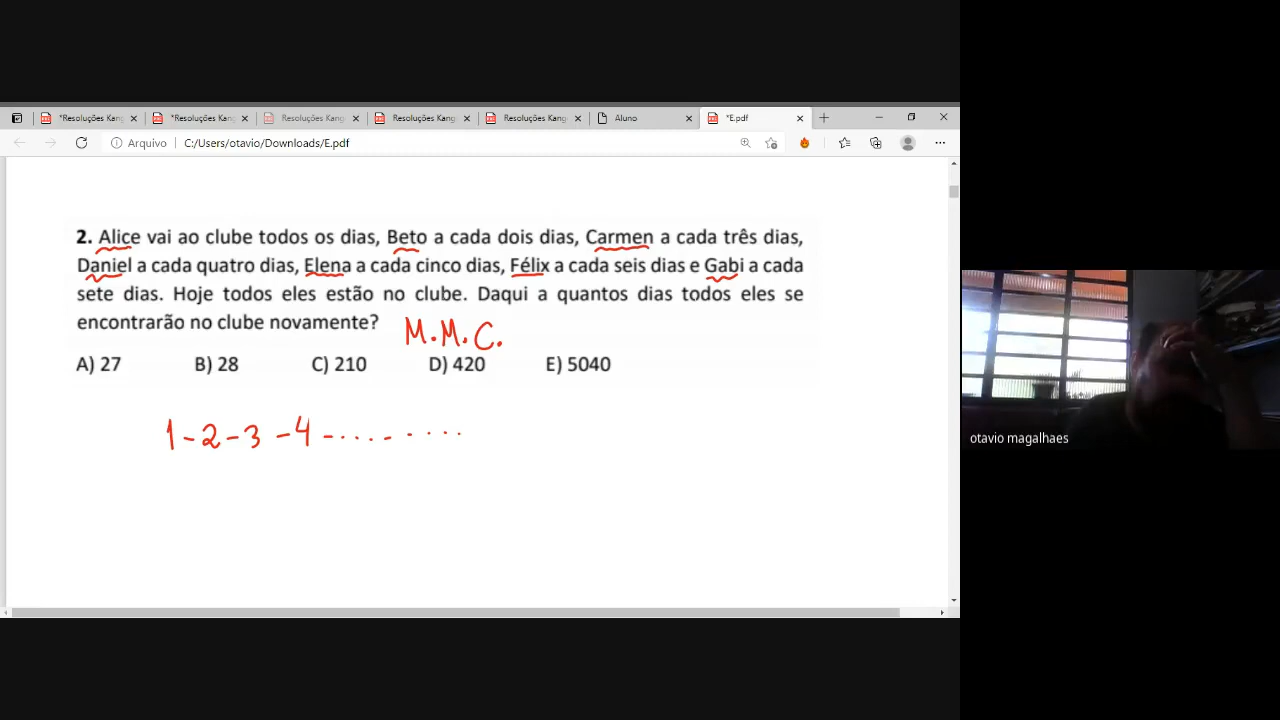 *Resoluções Kang
*Resoluções Kang
Resoluções Kang
Resoluções Kang
Resoluções Kang
Aluno
*E.pdf
Arquivo
C:/Users/otavio/Downloads/E.pdf
2. Alice vai ao clube todos os dias, Beto a cada dois dias, Carmen a cada três dias,
Daniel a cada quatro dias, Elena a cada cinco dias, Félix a cada seis dias e Gabi a cada
sete dias. Hoje todos eles estão no clube. Daqui a quantos dias todos eles se
encontrarão no clube novamente?
M.M.C.
A) 27 B) 28 C) 210 D) 420 E) 5040
1-2-3-4-....-....
otavio magalhaes